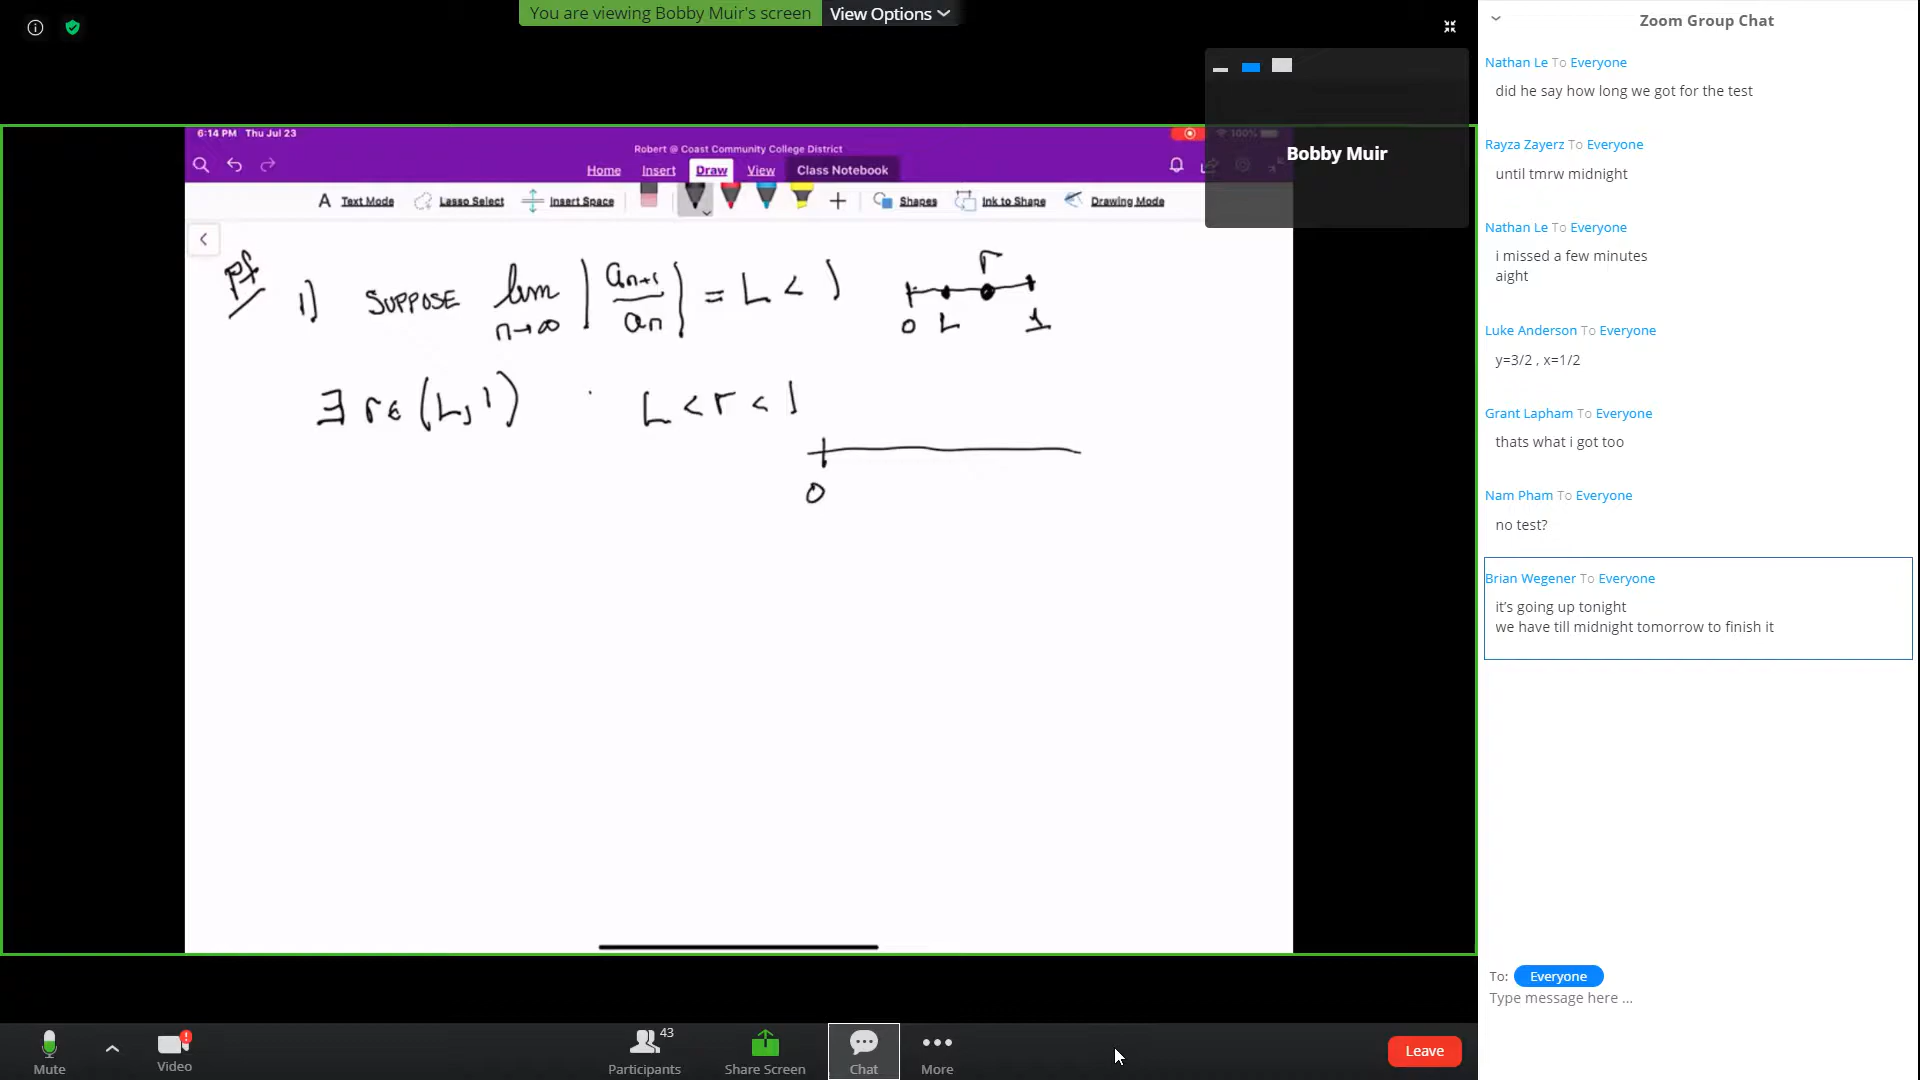 You are viewing Bobby Muir's screen
View Options
Bobby Muir
6:14 PM Thu Jul 23
100%
Robert @ Coast Community College District
Home Insert Draw View Class Notebook
Text Mode Lasso Select Insert Space Shapes Ink to Shape Drawing Mode
pf 1] SUPPOSE lim n→∞ | an+1 / an | = L < 1
r
0 L 1
∃ r ∈ (L, 1) L < r < 1
0
Mute
Video
43
Participants
Share Screen
Chat
More
Leave
Zoom Group Chat
Nathan Le To Everyone
did he say how long we got for the test
Rayza Zayerz To Everyone
until tmrw midnight
Nathan Le To Everyone
i missed a few minutes
aight
Luke Anderson To Everyone
y=3/2 , x=1/2
Grant Lapham To Everyone
thats what i got too
Nam Pham To Everyone
no test?
Brian Wegener To Everyone
it's going up tonight
we have till midnight tomorrow to finish it
To: Everyone
Type message here ...